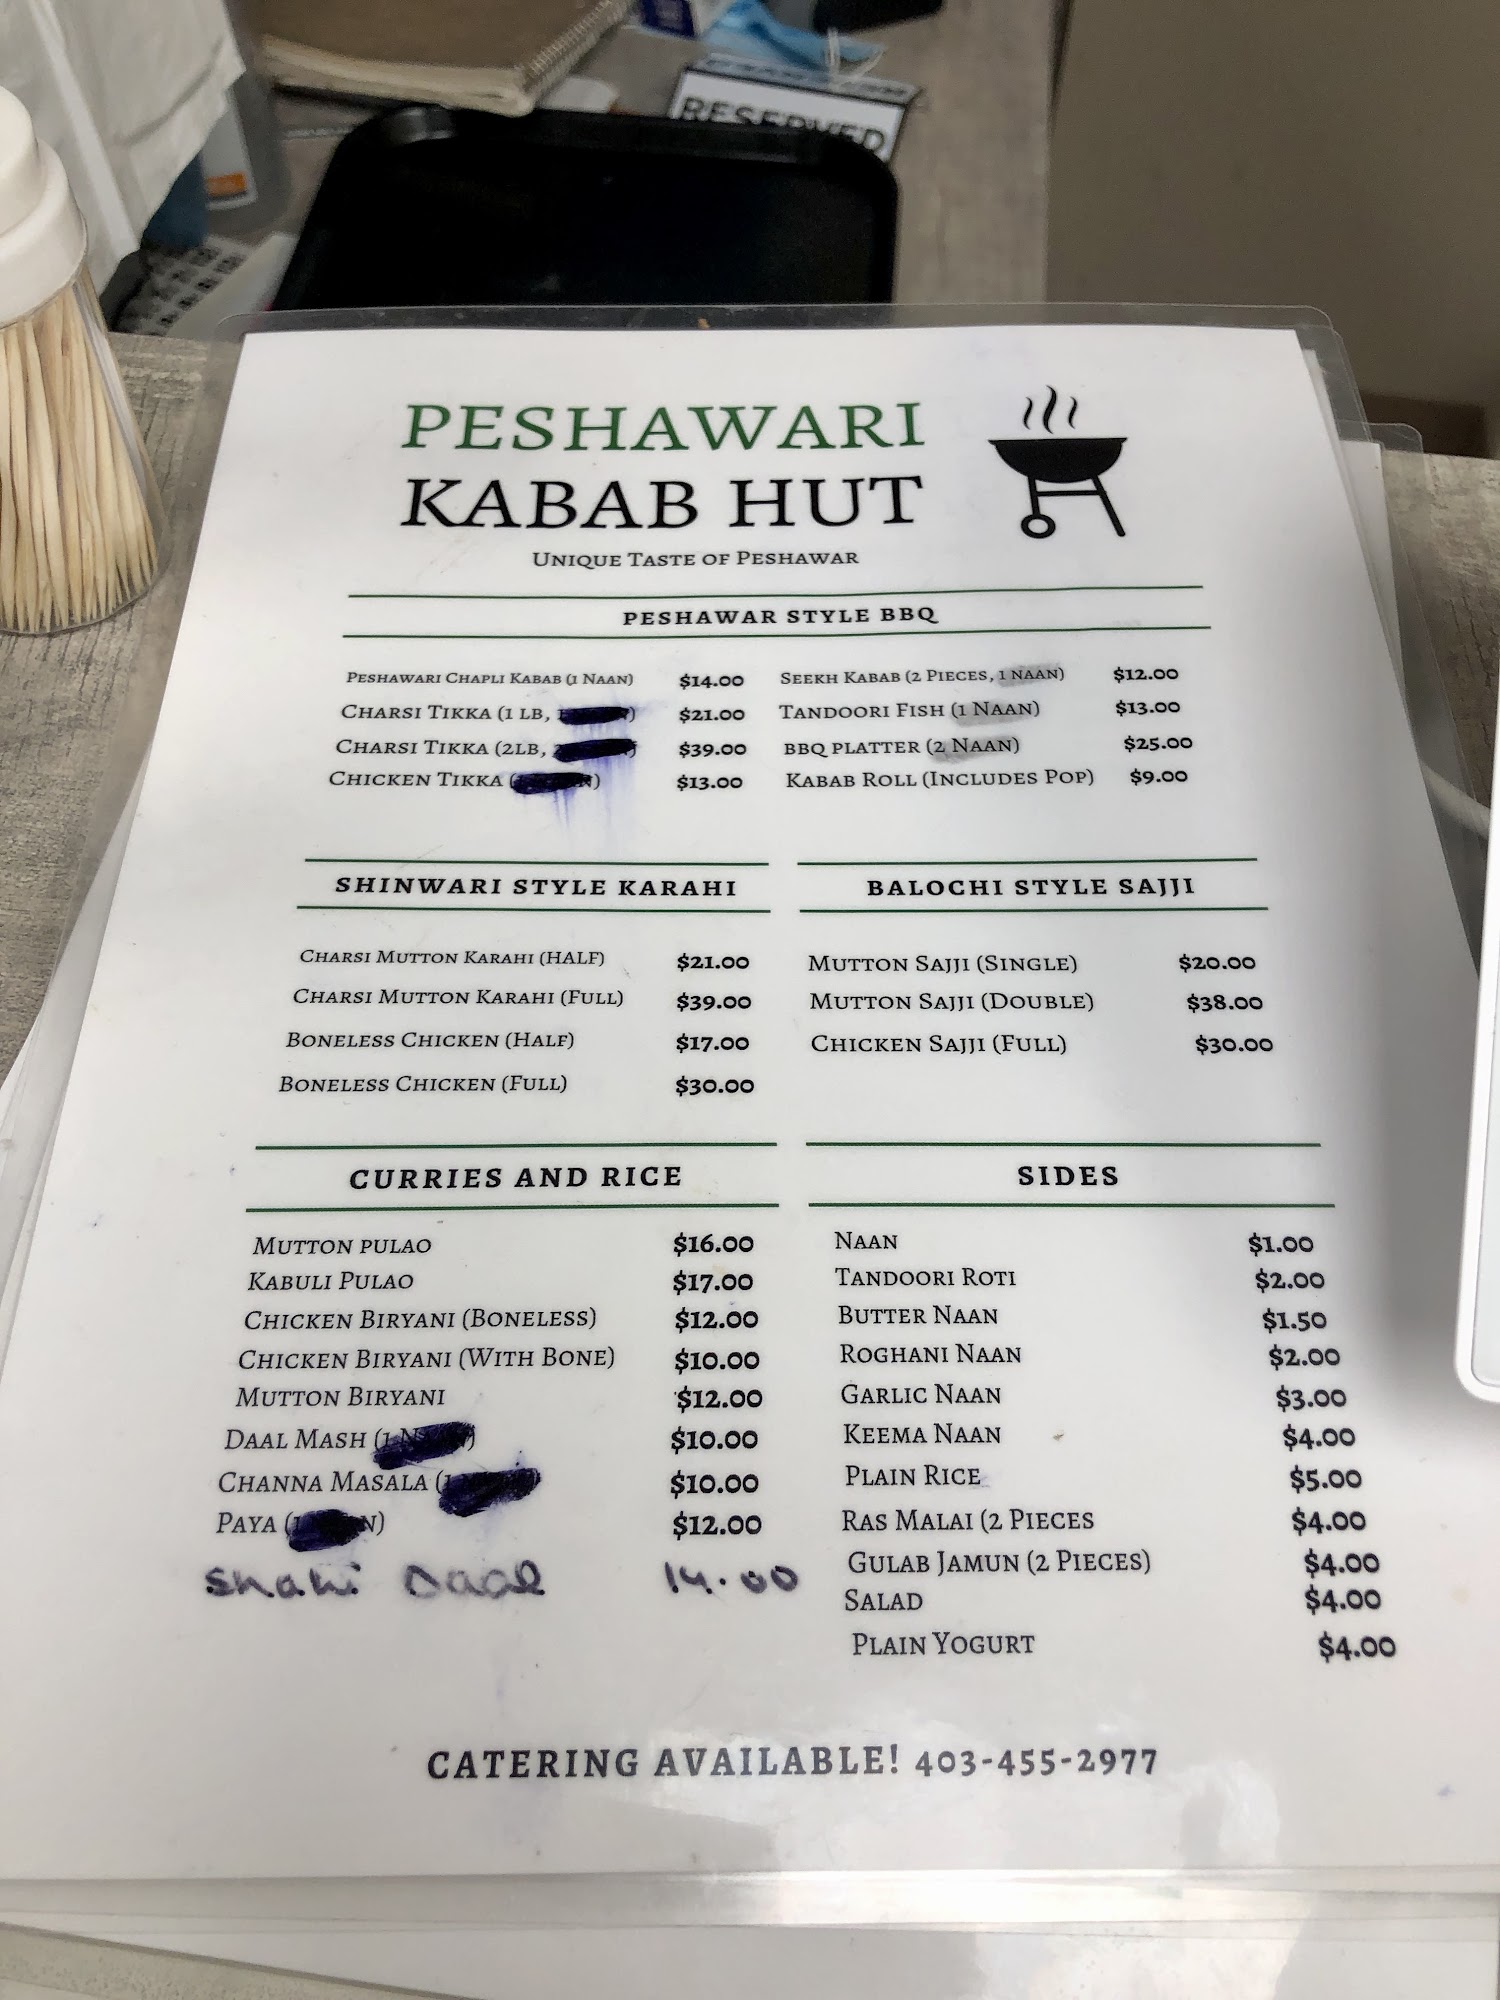 RESERVED
PESHAWARI
KABAB HUT
UNIQUE TASTE OF PESHAWAR
PESHAWAR STYLE BBQ
PESHAWARI CHAPLI KABAB (1 NAAN) $14.00
CHARSI TIKKA (1 LB, $21.00
CHARSI TIKKA (2LB, $39.00
CHICKEN TIKKA $13.00
SEEKH KABAB (2 PIECES, 1 NAAN) $12.00
TANDOORI FISH (1 NAAN) $13.00
BBQ PLATTER (2 NAAN) $25.00
KABAB ROLL (INCLUDES POP) $9.00
SHINWARI STYLE KARAHI
CHARSI MUTTON KARAHI (HALF) $21.00
CHARSI MUTTON KARAHI (FULL) $39.00
BONELESS CHICKEN (HALF) $17.00
BONELESS CHICKEN (FULL) $30.00
BALOCHI STYLE SAJJI
MUTTON SAJJI (SINGLE) $20.00
MUTTON SAJJI (DOUBLE) $38.00
CHICKEN SAJJI (FULL) $30.00
CURRIES AND RICE
MUTTON PULAO $16.00
KABULI PULAO $17.00
CHICKEN BIRYANI (BONELESS) $12.00
CHICKEN BIRYANI (WITH BONE) $10.00
MUTTON BIRYANI $12.00
DAAL MASH $10.00
CHANNA MASALA $10.00
PAYA $12.00
Shahi Daal 14.00
SIDES
NAAN $1.00
TANDOORI ROTI $2.00
BUTTER NAAN $1.50
ROGHANI NAAN $2.00
GARLIC NAAN $3.00
KEEMA NAAN $4.00
PLAIN RICE $5.00
RAS MALAI (2 PIECES $4.00
GULAB JAMUN (2 PIECES) $4.00
SALAD $4.00
PLAIN YOGURT $4.00
CATERING AVAILABLE! 403-455-2977